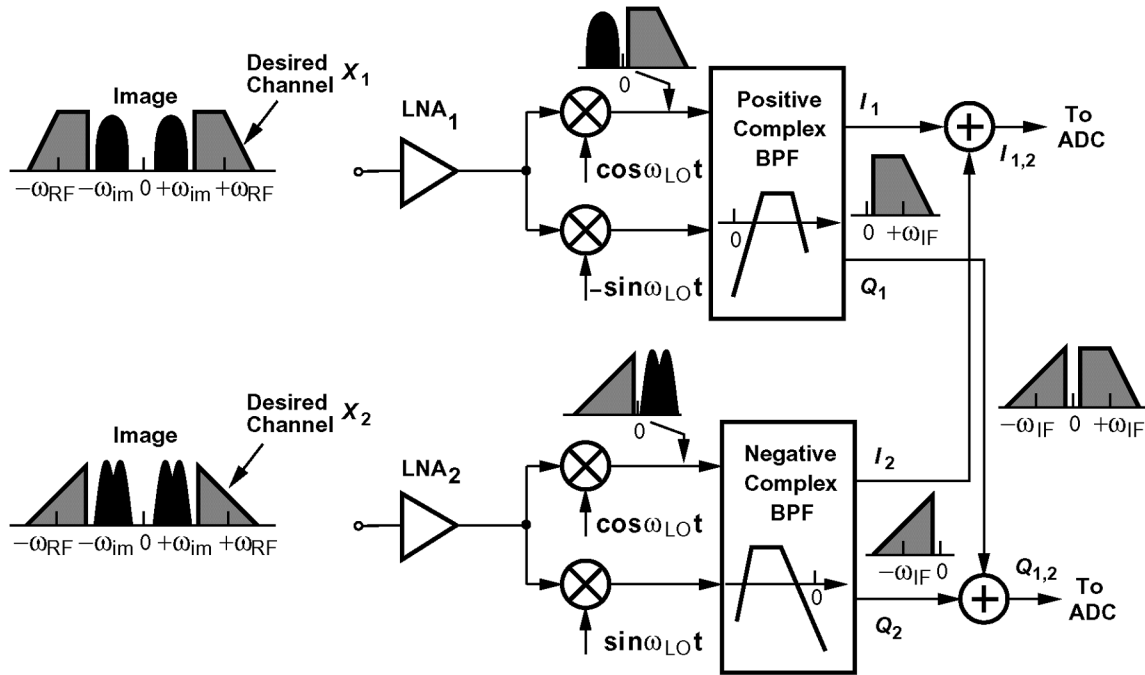 Desired
Channel X1
Image
−ωRF −ωim 0 +ωim +ωRF
LNA1
0
cosωLOt
−sinωLOt
Positive
Complex
BPF
0
I1
0 +ωIF
Q1
I1,2
To
ADC
Desired
Channel X2
Image
−ωRF −ωim 0 +ωim +ωRF
LNA2
0
cosωLOt
sinωLOt
Negative
Complex
BPF
0
I2
−ωIF 0
Q2
−ωIF 0 +ωIF
Q1,2
To
ADC